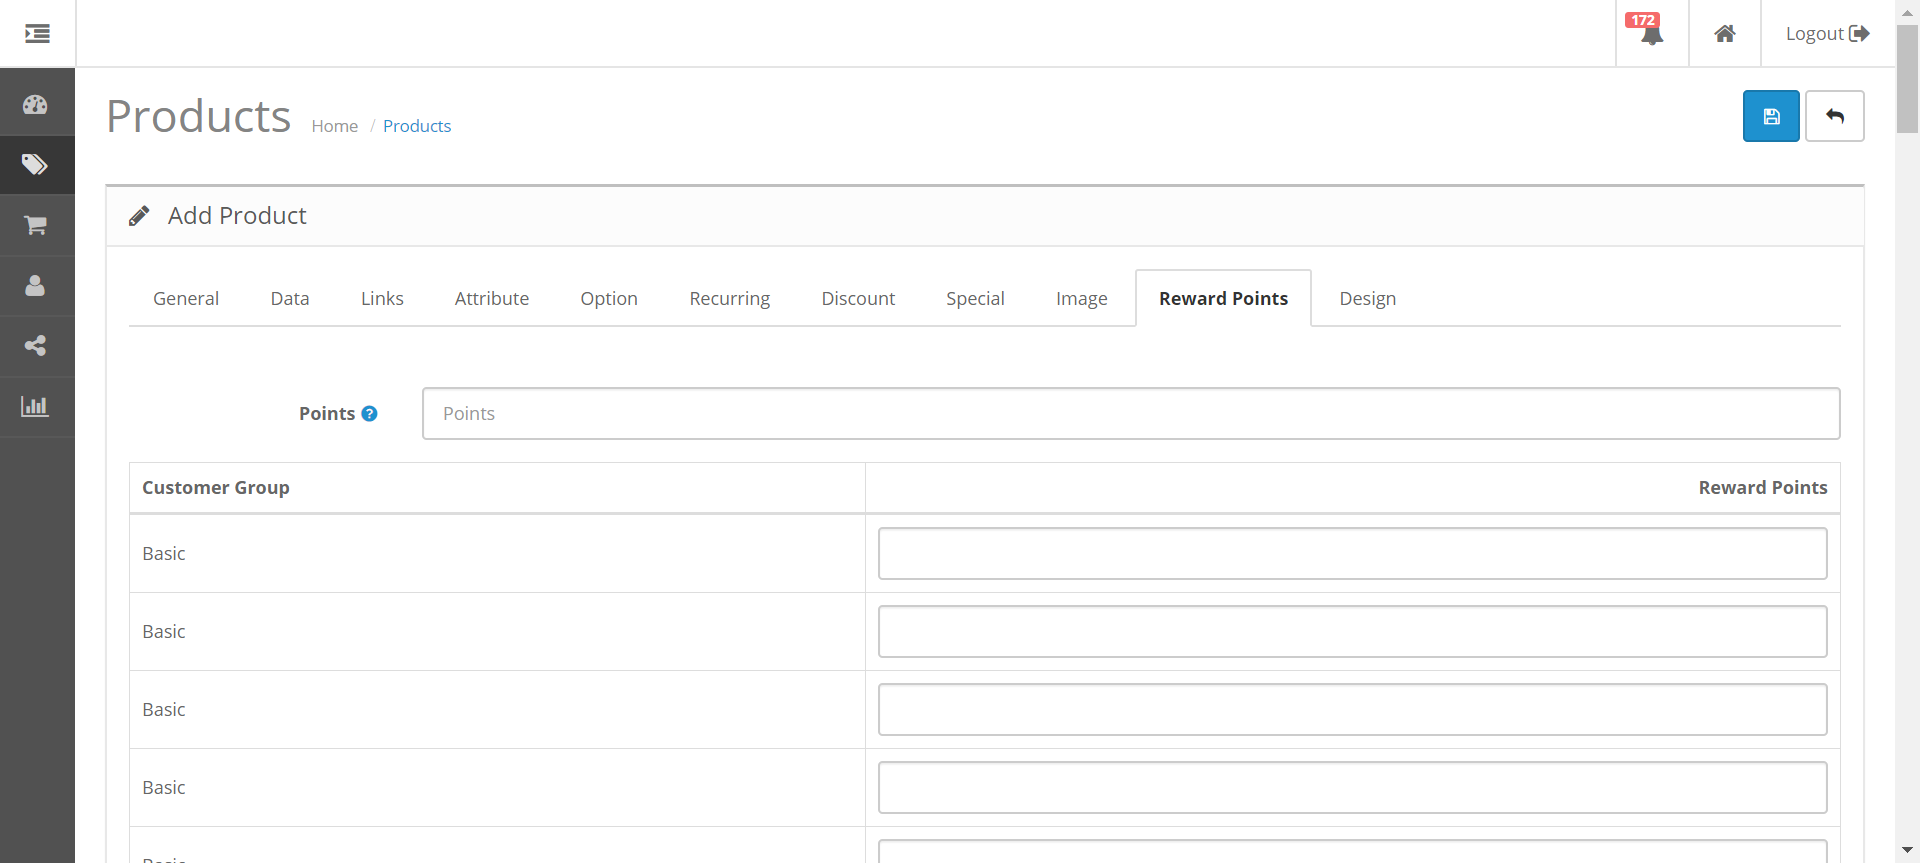 172
Logout
Products
Home / Products
Add Product
General Data Links Attribute Option Recurring Discount Special Image Reward Points Design
Points ?
Points
Customer Group Reward Points
Basic
Basic
Basic
Basic
Basic